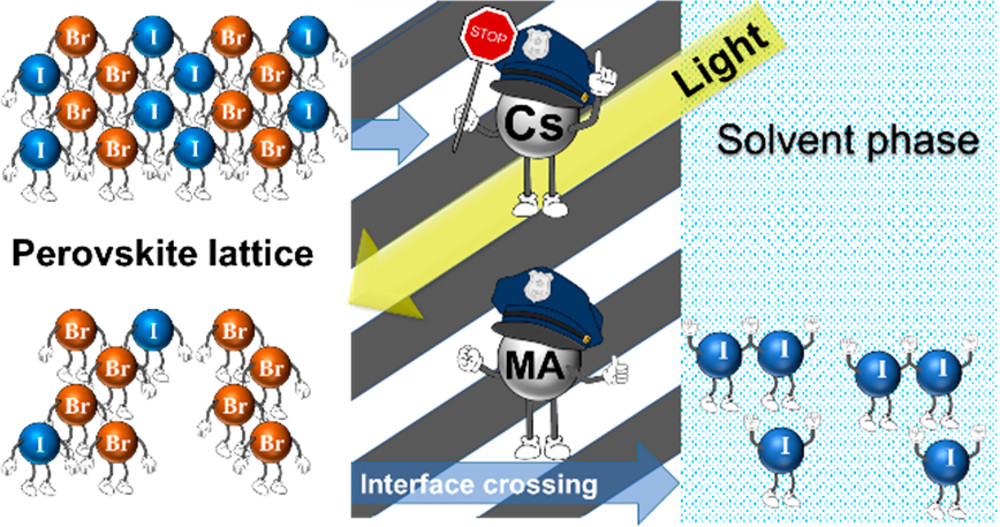 Br I Br I
I Br I Br
Br I Br I
I Br I Br
STOP
Cs
Light
Solvent phase
Perovskite lattice
Br I Br
Br Br
Br Br
I Br Br
MA
I I I I
I I
Interface crossing